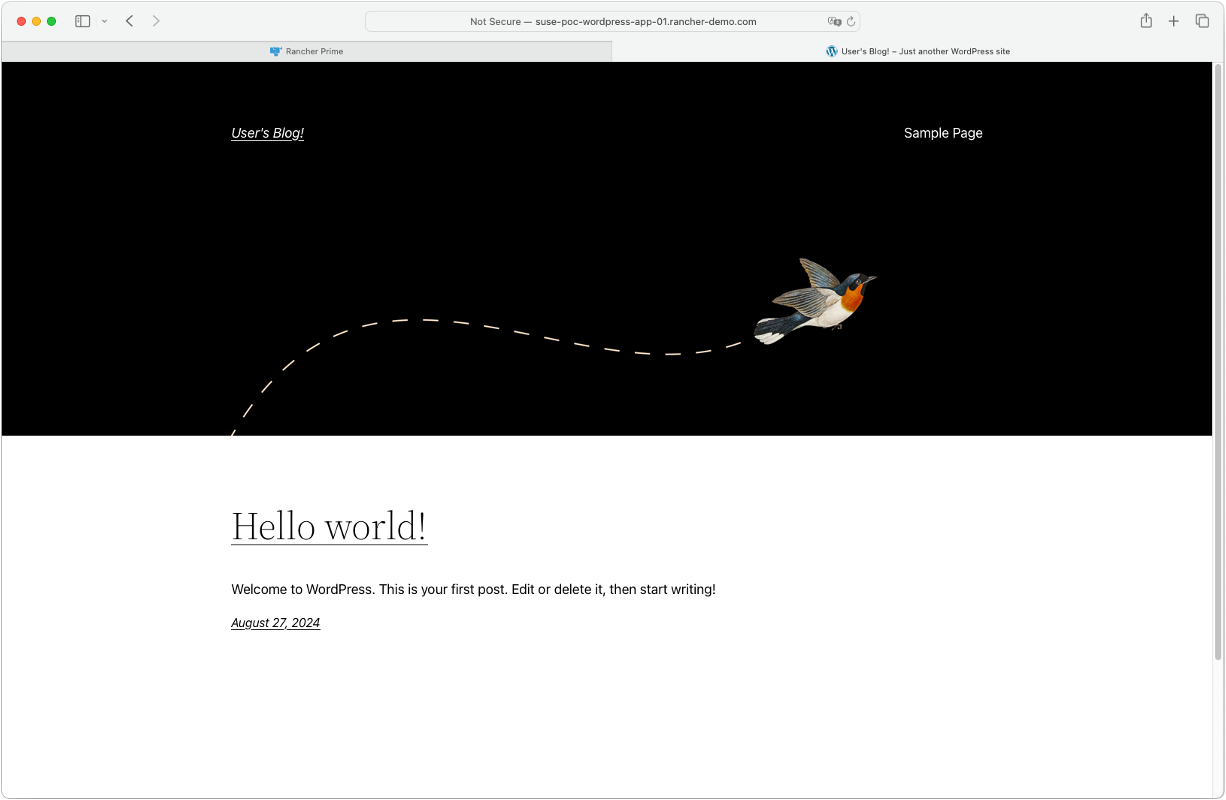 Not Secure — suse-poc-wordpress-app-01.rancher-demo.com
Rancher Prime
User's Blog! – Just another WordPress site
User's Blog!
Sample Page
Hello world!
Welcome to WordPress. This is your first post. Edit or delete it, then start writing!
August 27, 2024